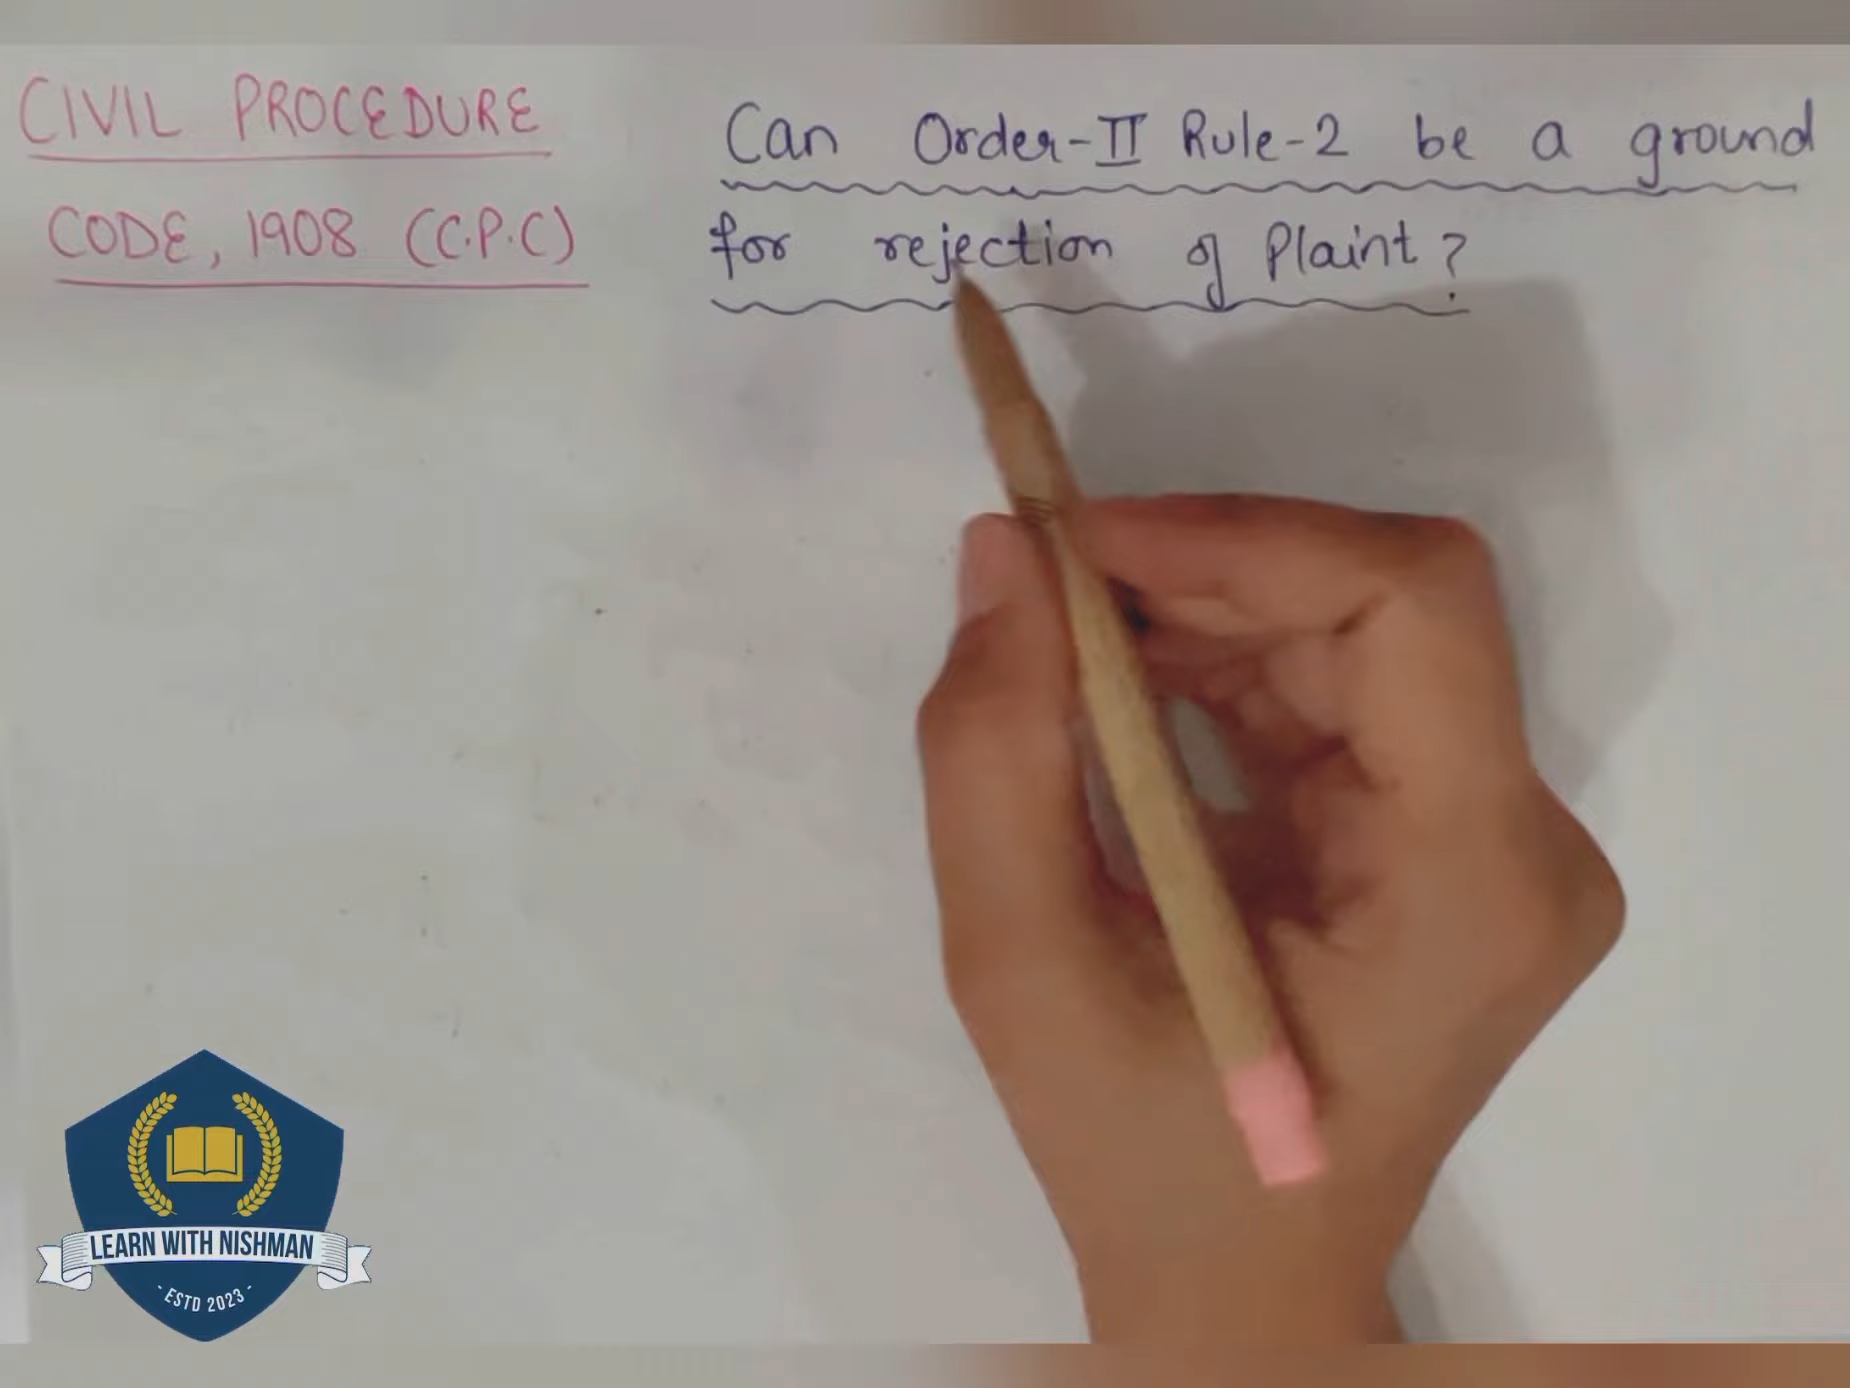 CIVIL PROCEDURE
CODE, 1908 (C.P.C)
Can Order-II Rule-2 be a ground
for rejection of Plaint?
LEARN WITH NISHMAN
- ESTD 2023 -